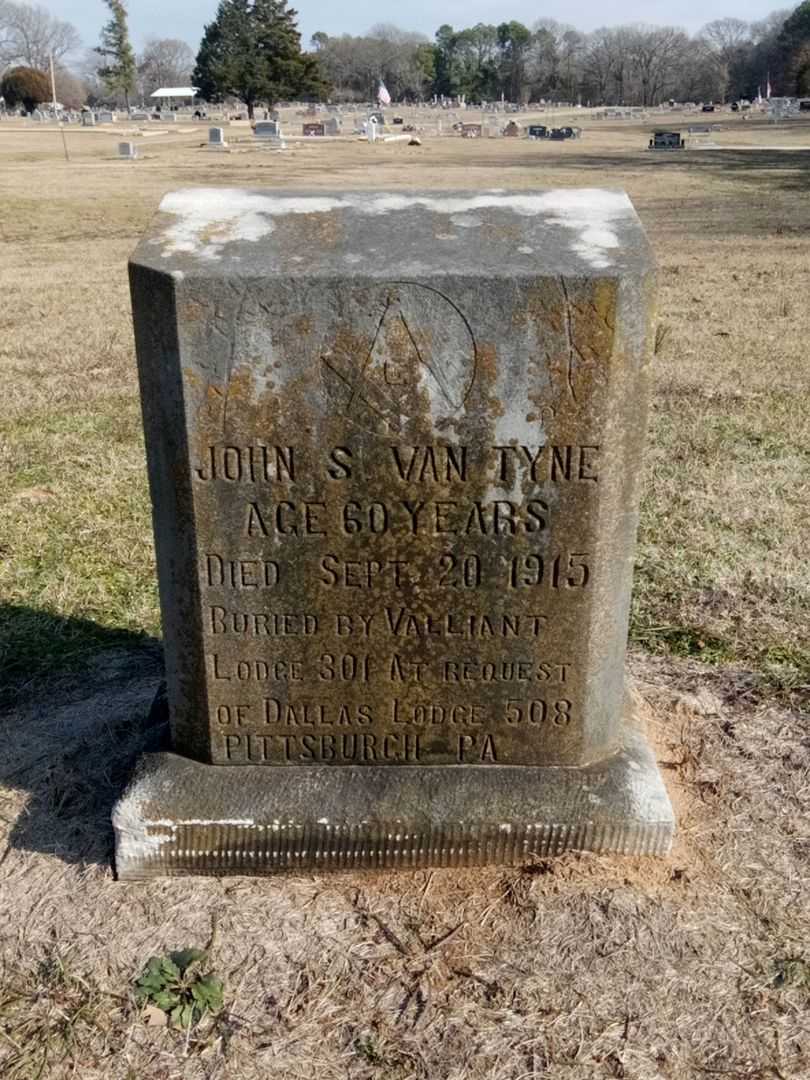 G
JOHN S. VAN TYNE
AGE 60 YEARS
DIED SEPT. 20 1915
BURIED BY VALLIANT
LODGE 301 AT REQUEST
OF DALLAS LODGE 508
PITTSBURGH PA